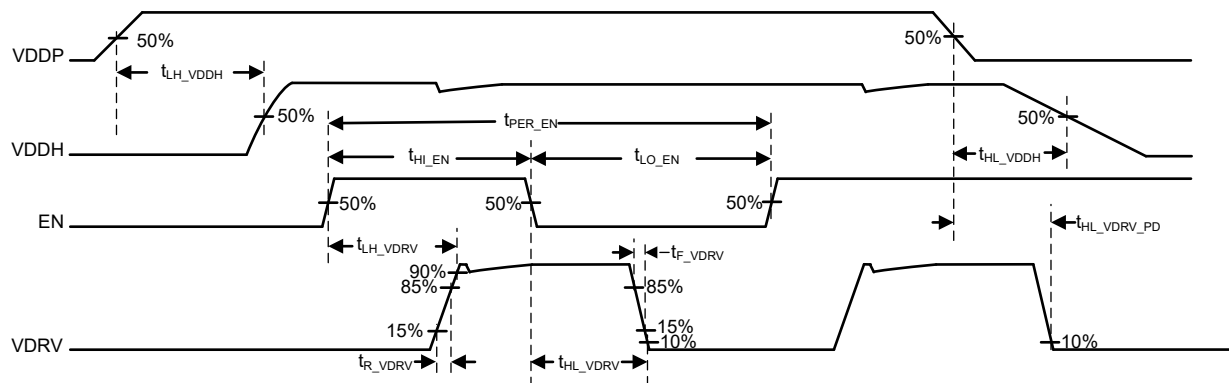 VDDP
50%
50%
tLH_VDDH
50%
tPER_EN
50%
VDDH
tHI_EN
tLO_EN
tHL_VDDH
50%
50%
50%
EN
tLH_VDRV
tF_VDRV
tHL_VDRV_PD
90%
85%
85%
15%
15%
10%
10%
VDRV
tR_VDRV
tHL_VDRV